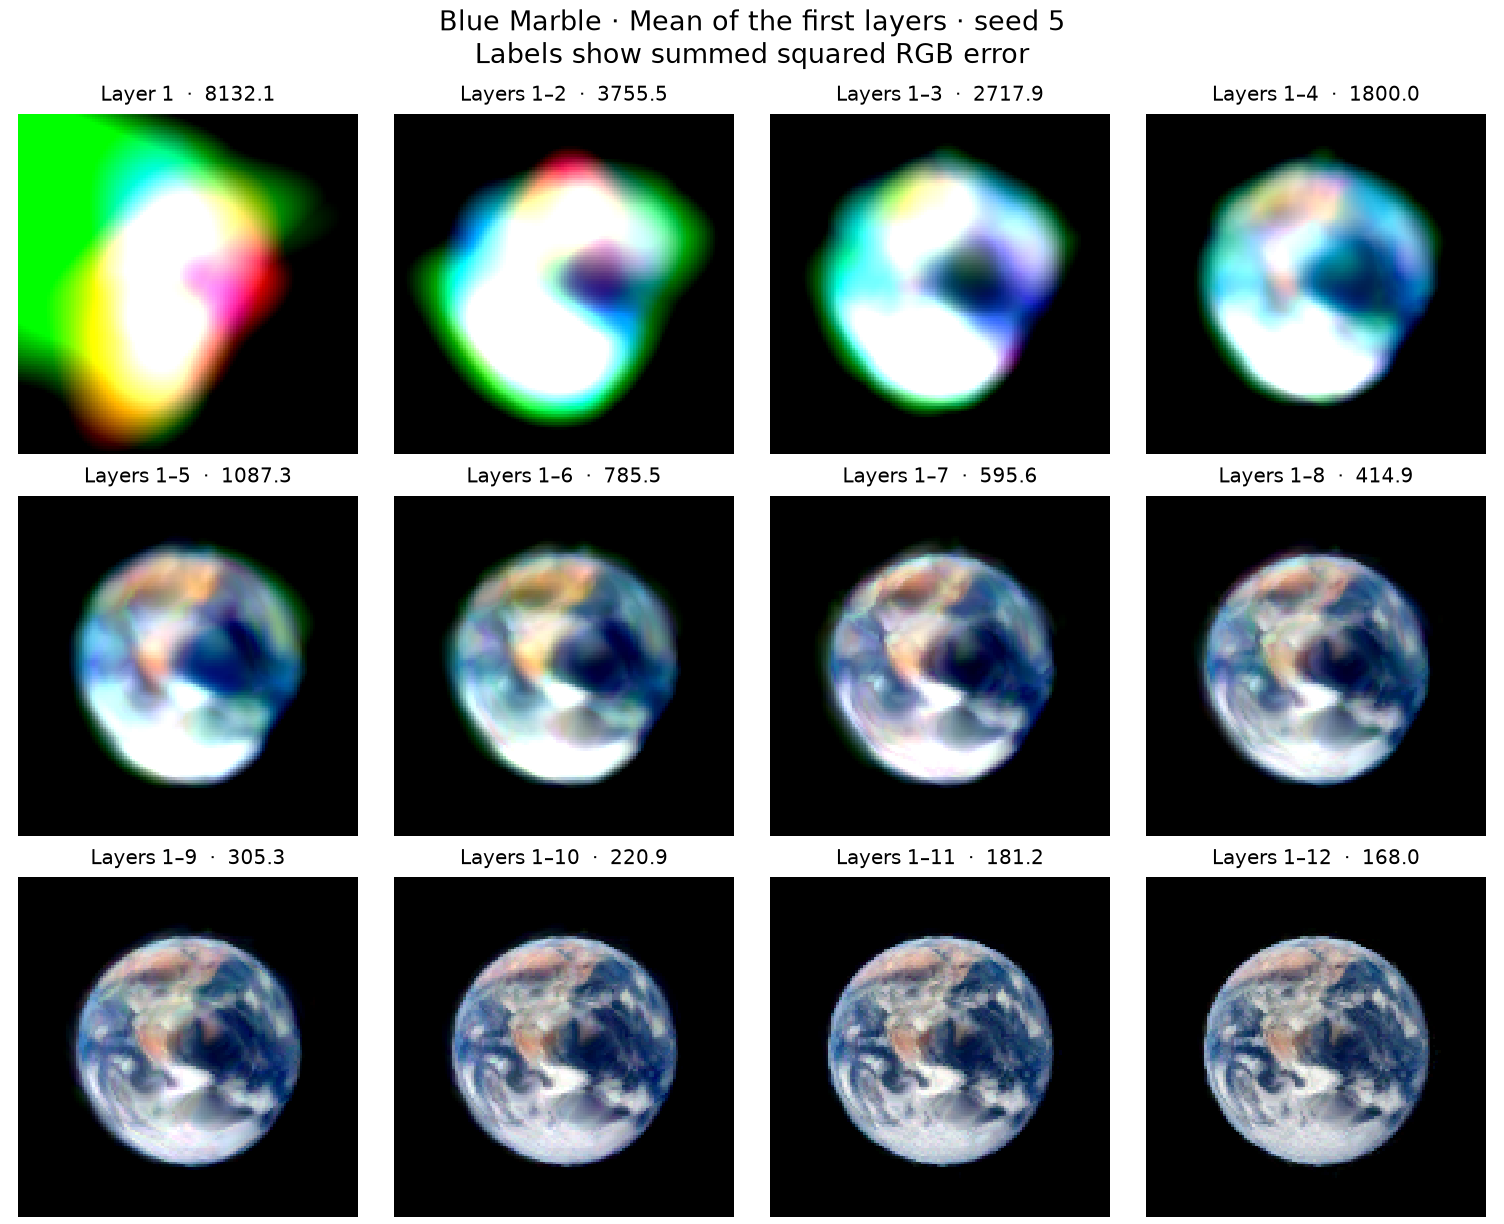 Blue Marble · Mean of the first layers · seed 5
Labels show summed squared RGB error
Layer 1 · 8132.1
Layers 1–2 · 3755.5
Layers 1–3 · 2717.9
Layers 1–4 · 1800.0
Layers 1–5 · 1087.3
Layers 1–6 · 785.5
Layers 1–7 · 595.6
Layers 1–8 · 414.9
Layers 1–9 · 305.3
Layers 1–10 · 220.9
Layers 1–11 · 181.2
Layers 1–12 · 168.0